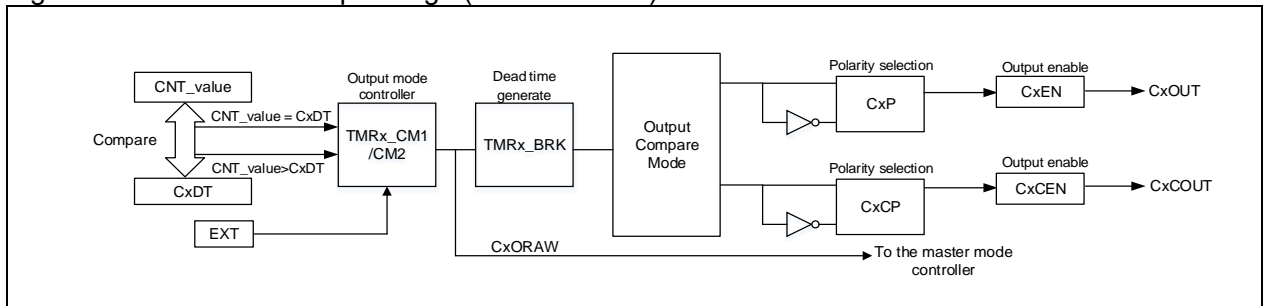 CNT_value
Compare
CxDT
CNT_value = CxDT
CNT_value>CxDT
EXT
Output mode
controller
TMRx_CM1
/CM2
Dead time
generate
TMRx_BRK
CxORAW
Output
Compare
Mode
Polarity selection
CxP
Output enable
CxEN
CxOUT
Polarity selection
CxCP
Output enable
CxCEN
CxCOUT
To the master mode
controller